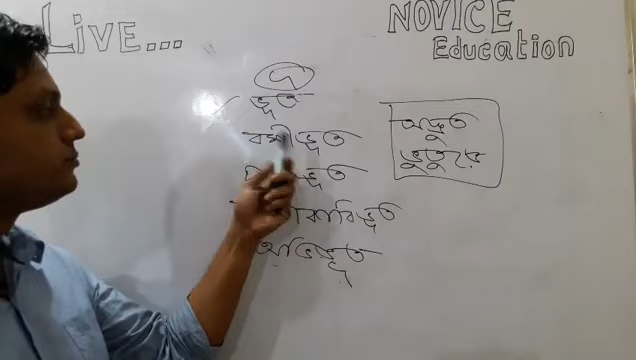 Live...
NOVICE
Education
ূ
ভূত
বশীভূত
ভূত
ভূত
অভিভূত
অদ্ভুত
ভুতুরে